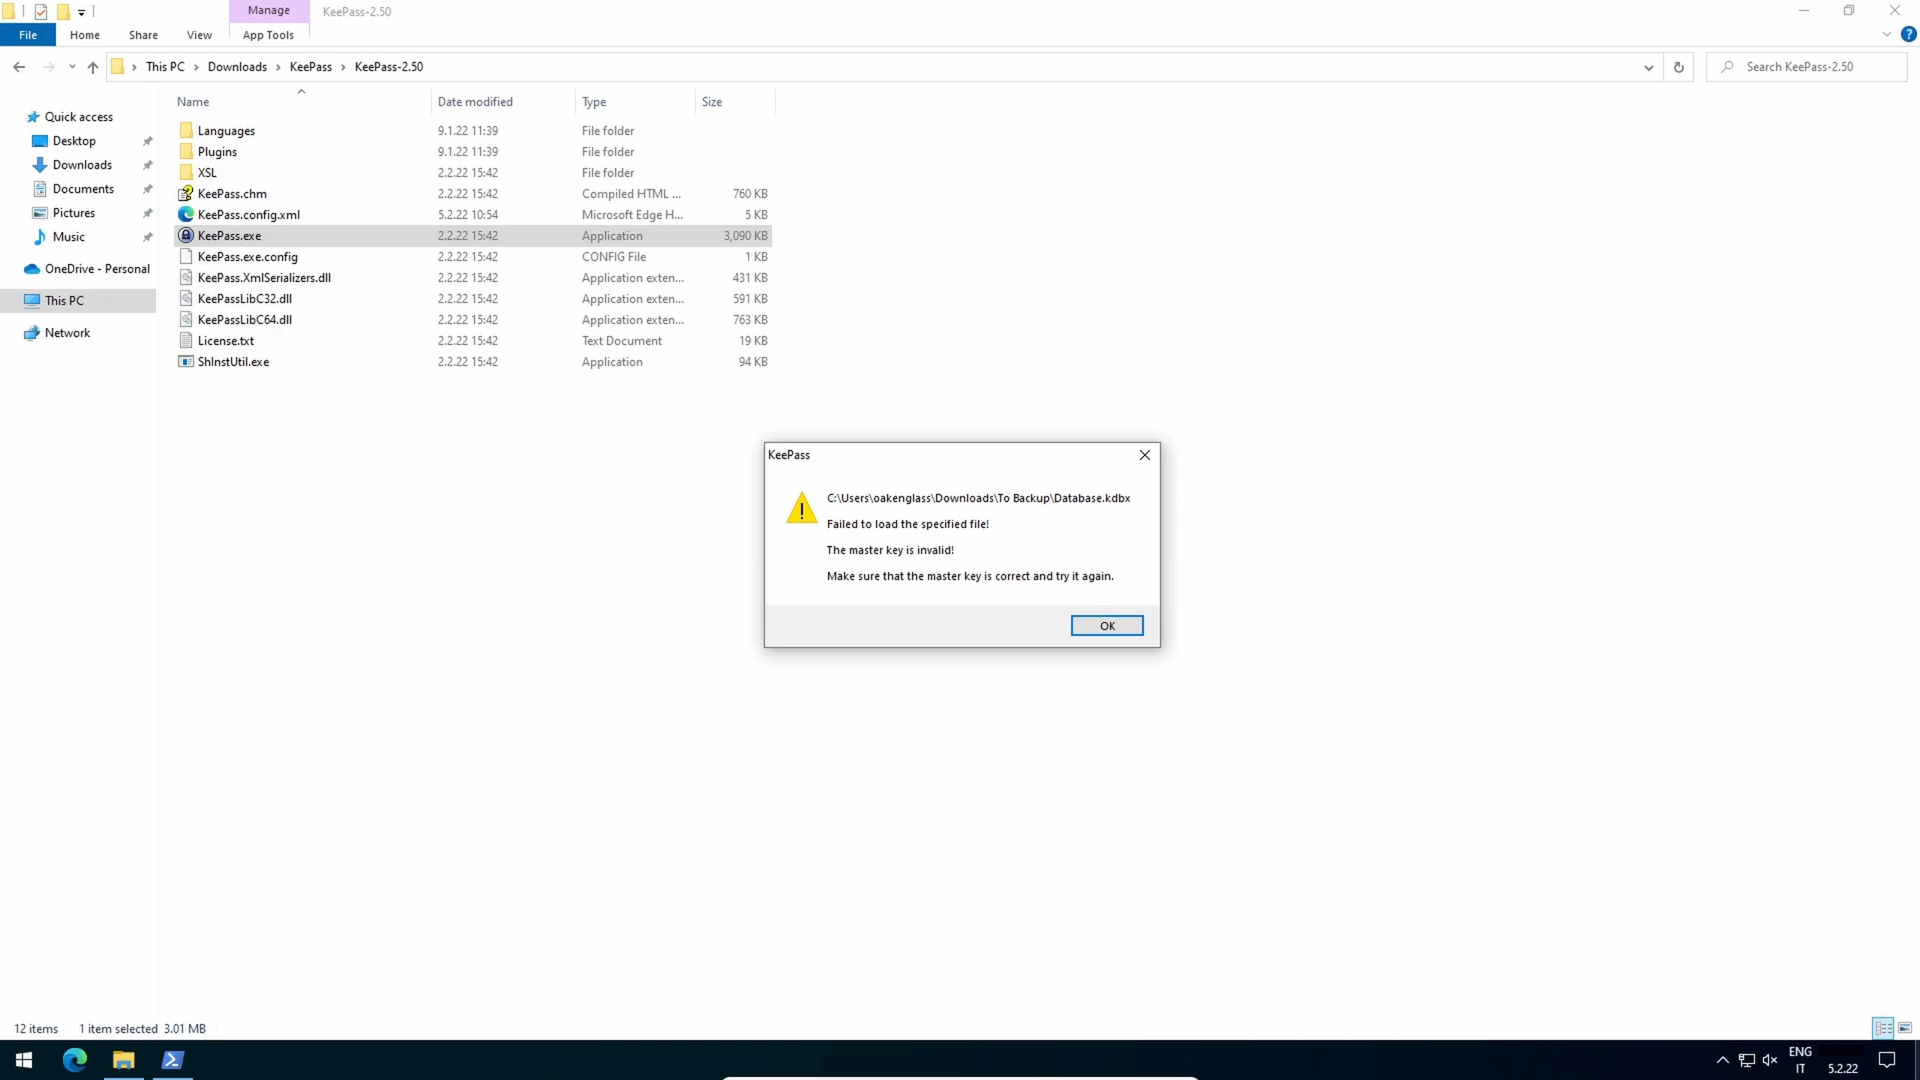 Manage
KeePass-2.50
File
Home
Share
View
App Tools
This PC
Downloads
KeePass
KeePass-2.50
Search KeePass-2.50
Name
Date modified
Type
Size
Quick access
Desktop
Downloads
Documents
Pictures
Music
OneDrive - Personal
This PC
Network
Languages 9.1.22 11:39 File folder
Plugins 9.1.22 11:39 File folder
XSL 2.2.22 15:42 File folder
KeePass.chm 2.2.22 15:42 Compiled HTML ... 760 KB
KeePass.config.xml 5.2.22 10:54 Microsoft Edge H... 5 KB
KeePass.exe 2.2.22 15:42 Application 3,090 KB
KeePass.exe.config 2.2.22 15:42 CONFIG File 1 KB
KeePass.XmlSerializers.dll 2.2.22 15:42 Application exten... 431 KB
KeePassLibC32.dll 2.2.22 15:42 Application exten... 591 KB
KeePassLibC64.dll 2.2.22 15:42 Application exten... 763 KB
License.txt 2.2.22 15:42 Text Document 19 KB
ShInstUtil.exe 2.2.22 15:42 Application 94 KB
KeePass
C:\Users\oakenglass\Downloads\To Backup\Database.kdbx
Failed to load the specified file!
The master key is invalid!
Make sure that the master key is correct and try it again.
OK
12 items
1 item selected 3.01 MB
ENG
IT
5.2.22